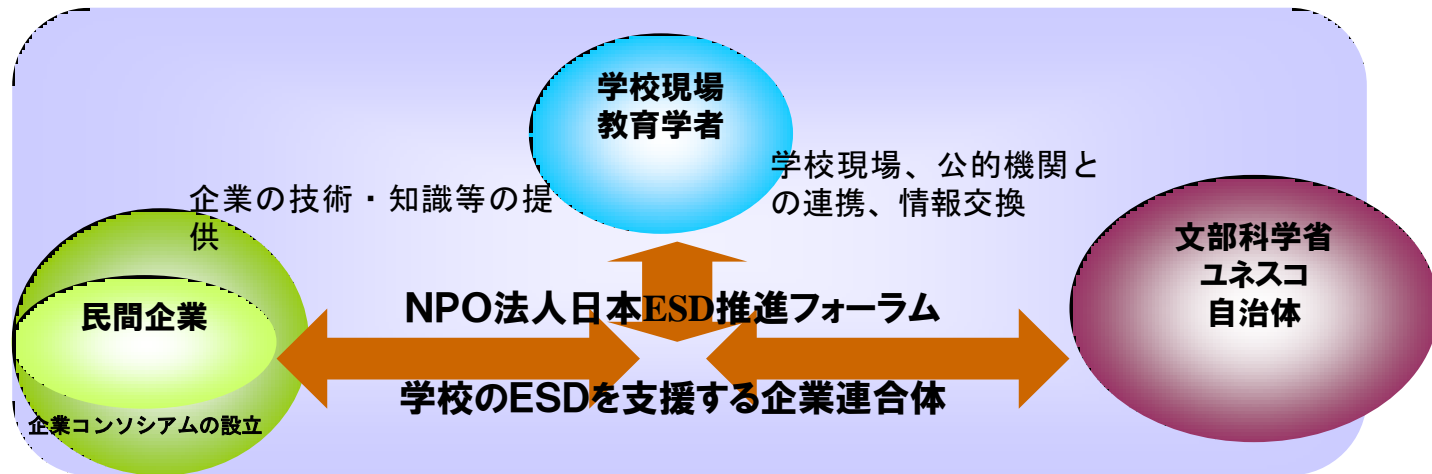 学校現場
教育学者
学校現場、公的機関と
の連携、情報交換
企業の技術・知識等の提
供
文部科学省
ユネスコ
自治体
民間企業
NPO法人日本ESD推進フォーラム
学校のESDを支援する企業連合体
企業コンソシアムの設立